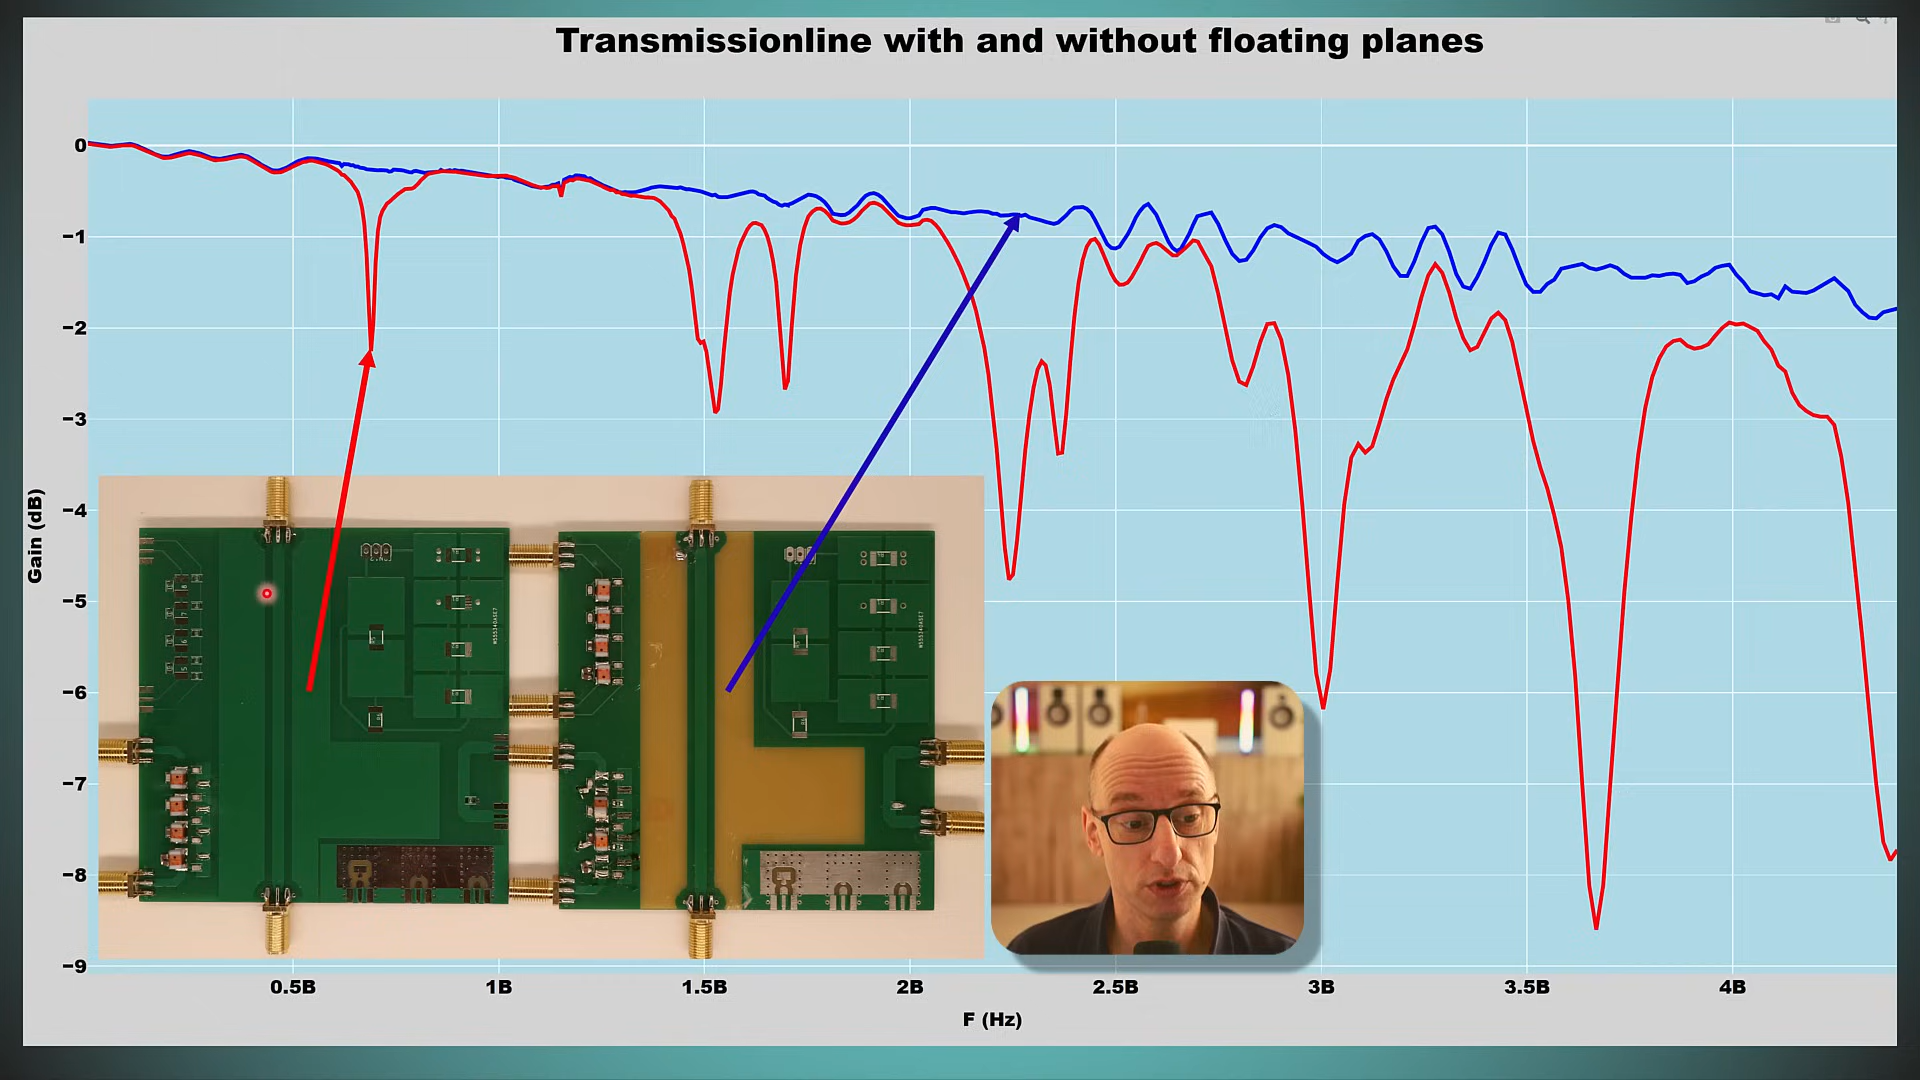 Transmissionline with and without floating planes
0
−1
−2
−3
−4
−5
−6
−7
−8
−9
Gain (dB)
0.5B
1B
1.5B
2B
2.5B
3B
3.5B
4B
F (Hz)